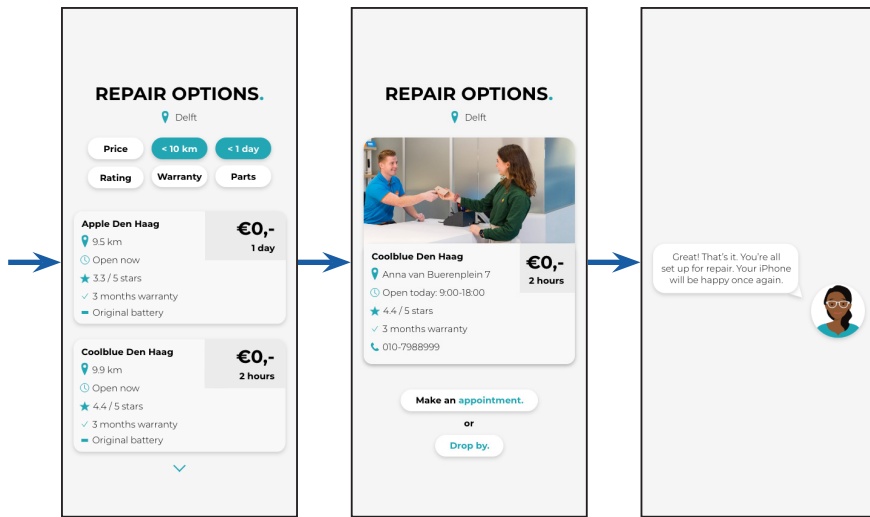 REPAIR OPTIONS.
Delft
Price
< 10 km
< 1 day
Rating
Warranty
Parts
Apple Den Haag
€0,-
9.5 km
1 day
Open now
3.3 / 5 stars
3 months warranty
Original battery
Coolblue Den Haag
€0,-
9.9 km
2 hours
Open now
4.4 / 5 stars
3 months warranty
Original battery
REPAIR OPTIONS.
Delft
Coolblue Den Haag
€0,-
Anna van Buerenplein 7
2 hours
Open today: 9:00-18:00
4.4 / 5 stars
3 months warranty
010-7988999
Make an appointment.
or
Drop by.
Great! That's it. You're all
set up for repair. Your iPhone
will be happy once again.